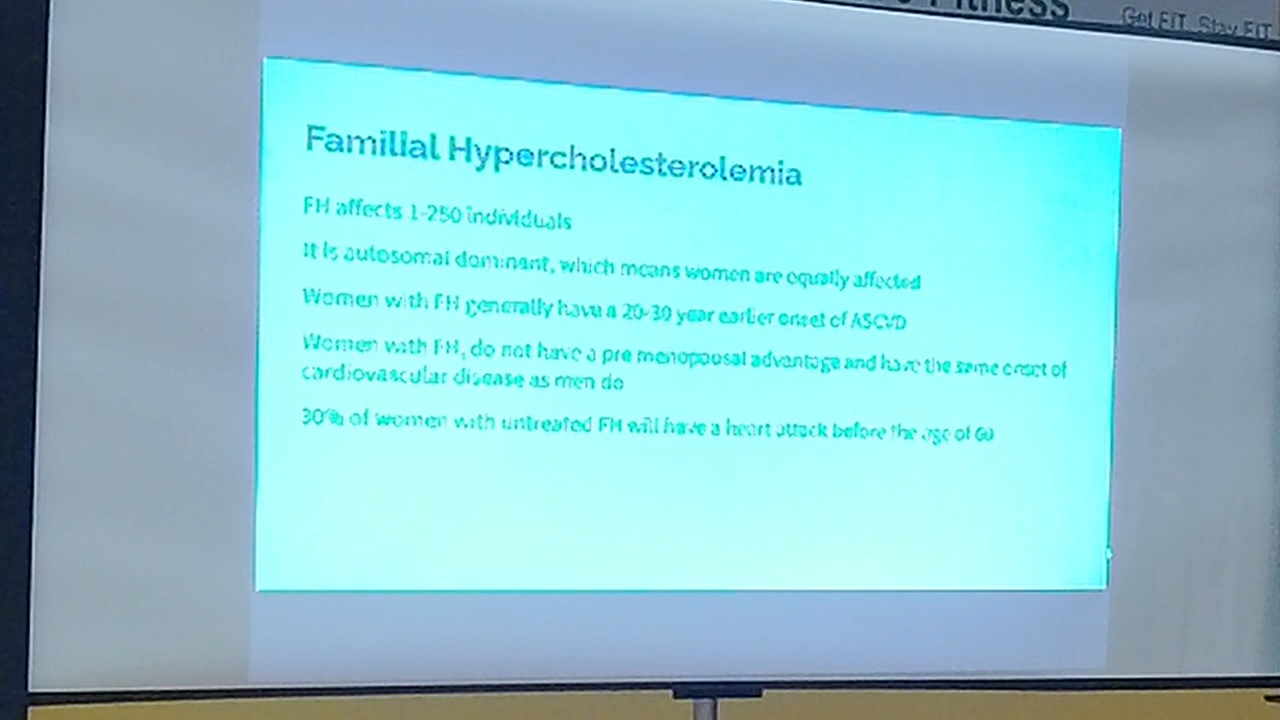 Fitness
Get FIT. Stay FIT
Familial Hypercholesterolemia
FH affects 1-250 individuals
It is autosomal dominant, which means women are equally affected
Women with FH generally have a 20-30 year earlier onset of ASCVD
Women with FH, do not have a pre menopausal advantage and have the same onset of
cardiovascular disease as men do
30% of women with untreated FH will have a heart attack before the age of 60